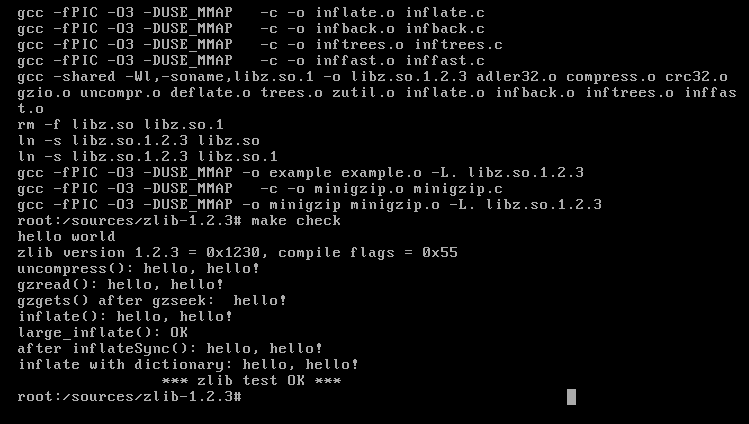 gcc -fPIC -O3 -DUSE_MMAP   -c -o inflate.o inflate.c
gcc -fPIC -O3 -DUSE_MMAP   -c -o infback.o infback.c
gcc -fPIC -O3 -DUSE_MMAP   -c -o inftrees.o inftrees.c
gcc -fPIC -O3 -DUSE_MMAP   -c -o inffast.o inffast.c
gcc -shared -Wl,-soname,libz.so.1 -o libz.so.1.2.3 adler32.o compress.o crc32.o
gzio.o uncompr.o deflate.o trees.o zutil.o inflate.o infback.o inftrees.o inffas
t.o
rm -f libz.so libz.so.1
ln -s libz.so.1.2.3 libz.so
ln -s libz.so.1.2.3 libz.so.1
gcc -fPIC -O3 -DUSE_MMAP -o example example.o -L. libz.so.1.2.3
gcc -fPIC -O3 -DUSE_MMAP   -c -o minigzip.o minigzip.c
gcc -fPIC -O3 -DUSE_MMAP -o minigzip minigzip.o -L. libz.so.1.2.3
root:/sources/zlib-1.2.3# make check
hello world
zlib version 1.2.3 = 0x1230, compile flags = 0x55
uncompress(): hello, hello!
gzread(): hello, hello!
gzgets() after gzseek:  hello!
inflate(): hello, hello!
large_inflate(): OK
after inflateSync(): hello, hello!
inflate with dictionary: hello, hello!
*** zlib test OK ***
root:/sources/zlib-1.2.3#